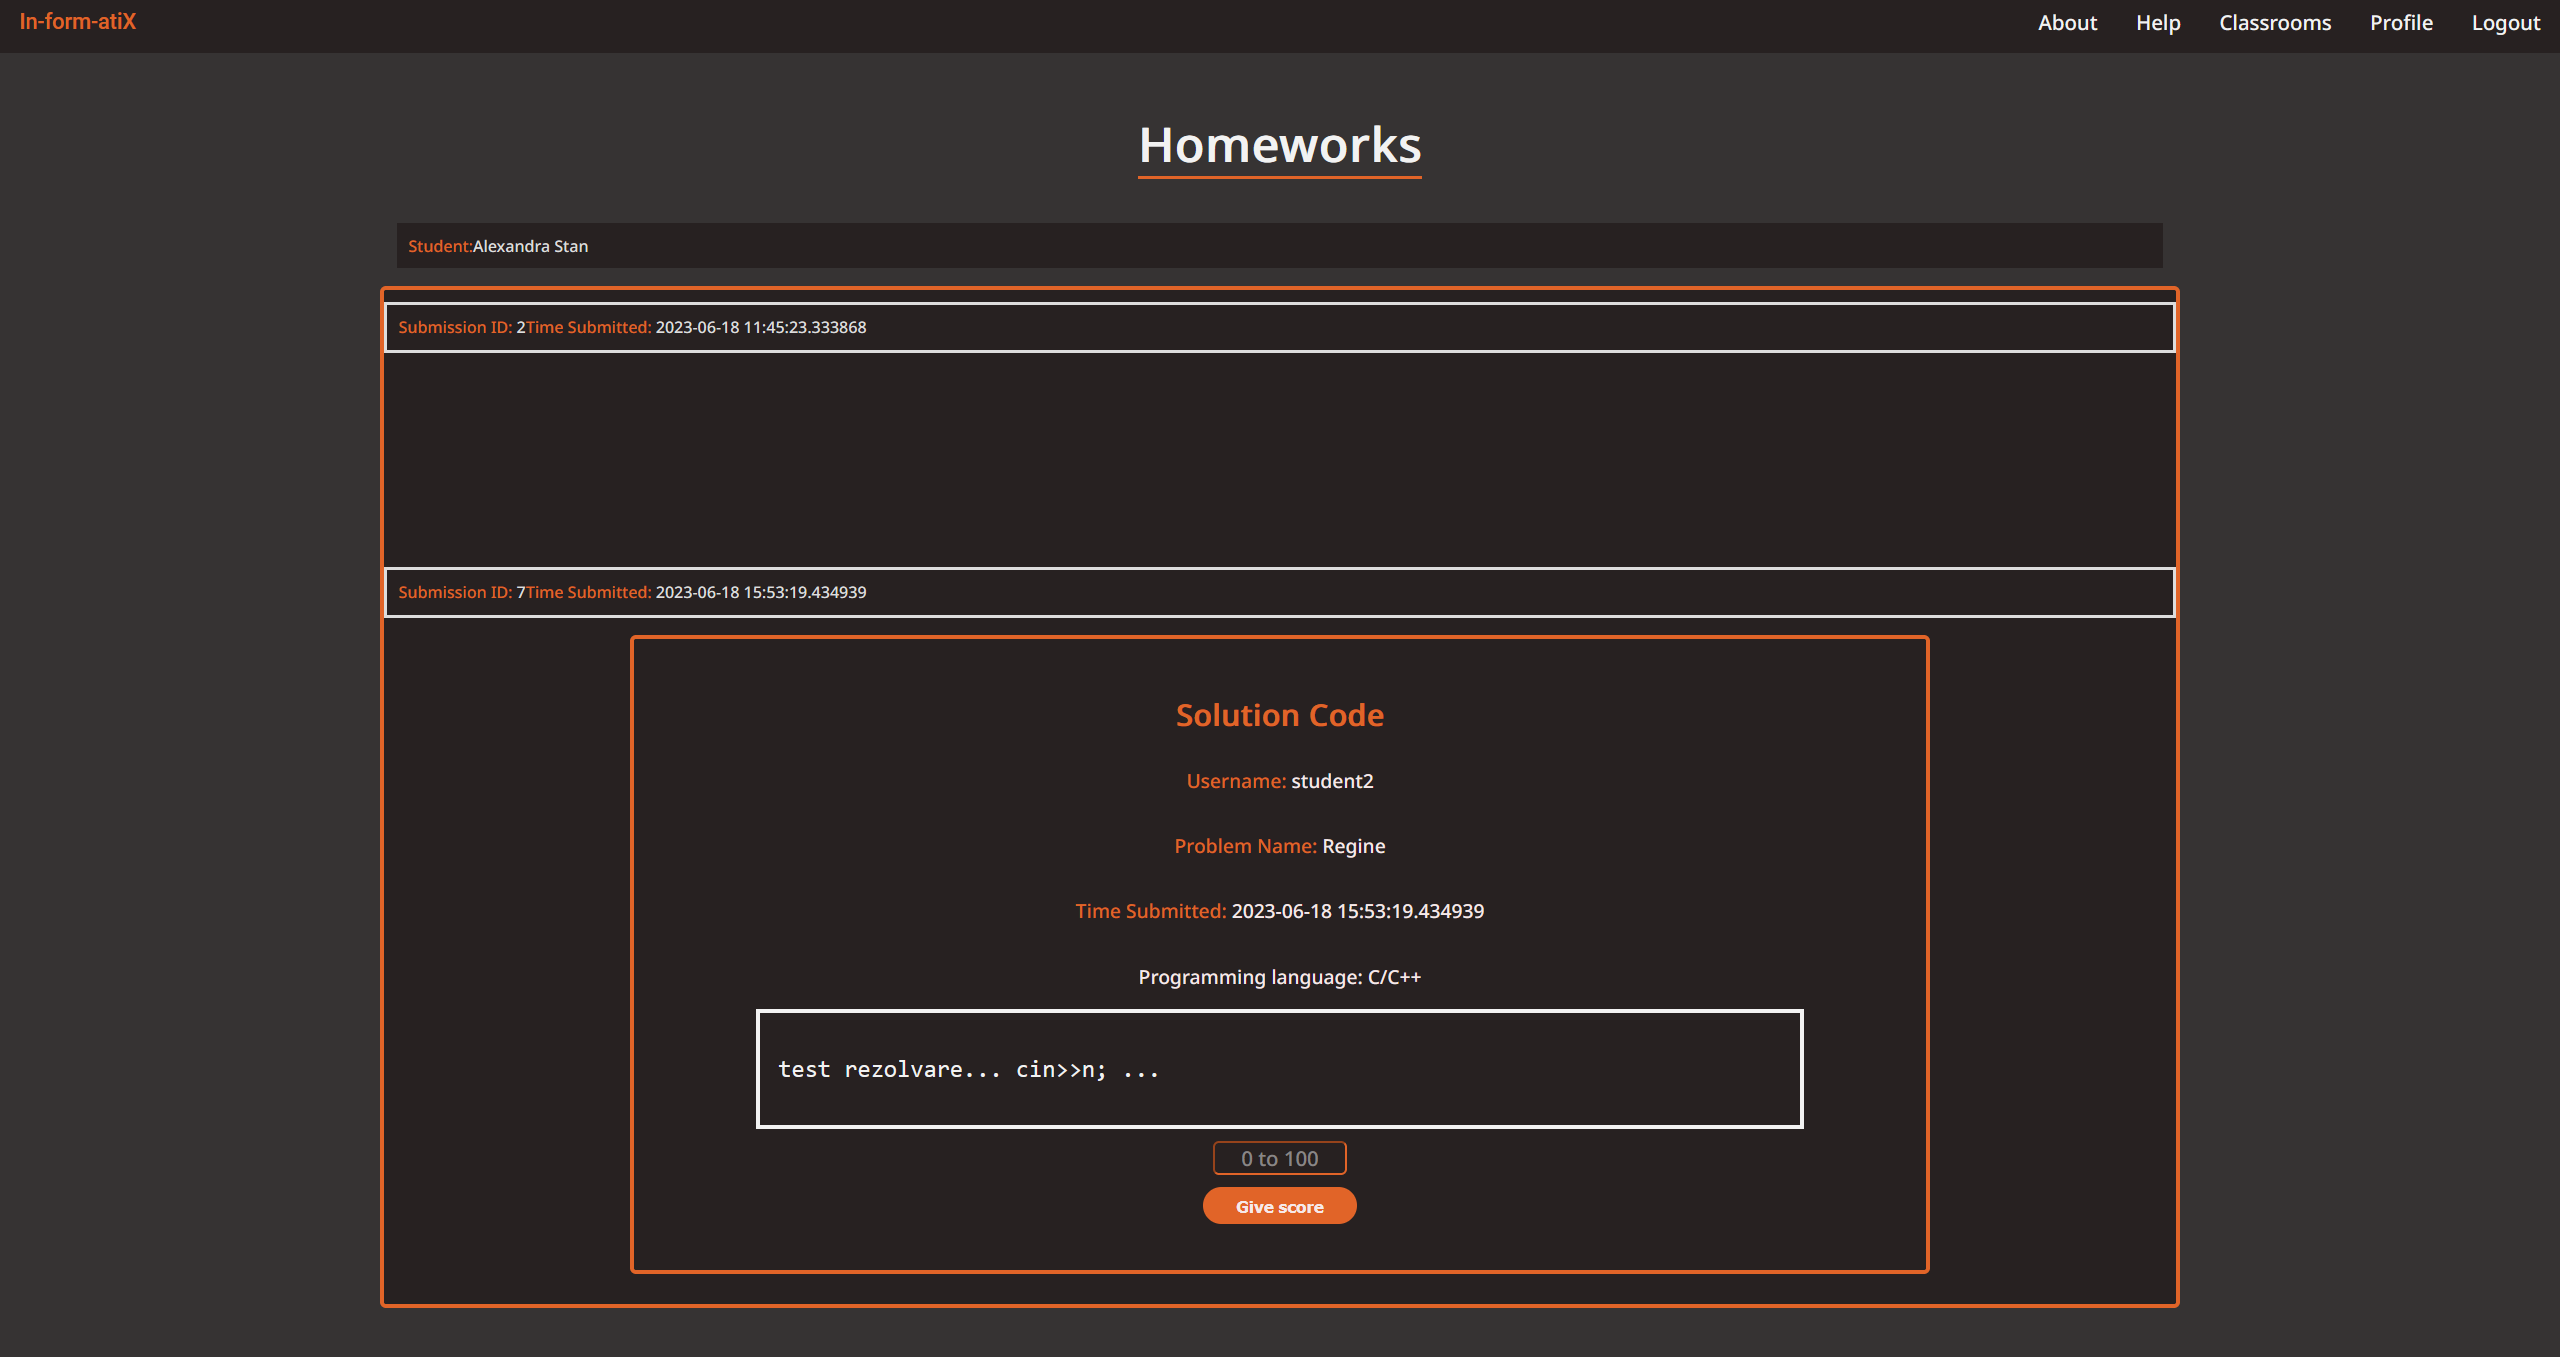 In-form-atiX
About Help Classrooms Profile Logout
Homeworks
Student:Alexandra Stan
Submission ID: 2Time Submitted: 2023-06-18 11:45:23.333868
Submission ID: 7Time Submitted: 2023-06-18 15:53:19.434939
Solution Code
Username: student2
Problem Name: Regine
Time Submitted: 2023-06-18 15:53:19.434939
Programming language: C/C++
test rezolvare... cin>>n; ...
0 to 100
Give score